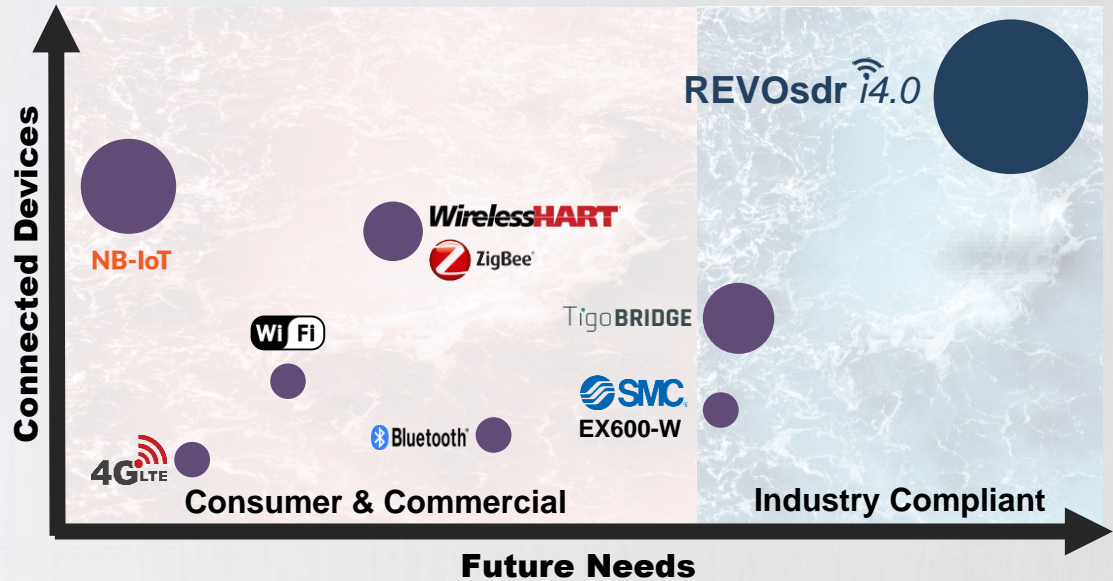 Connected Devices
REVOsdr i4.0
NB-IoT
WirelessHART
ZigBee®
Wi Fi
TigoBRIDGE
SMC®
EX600-W
Bluetooth®
4G LTE
Consumer & Commercial
Industry Compliant
Future Needs